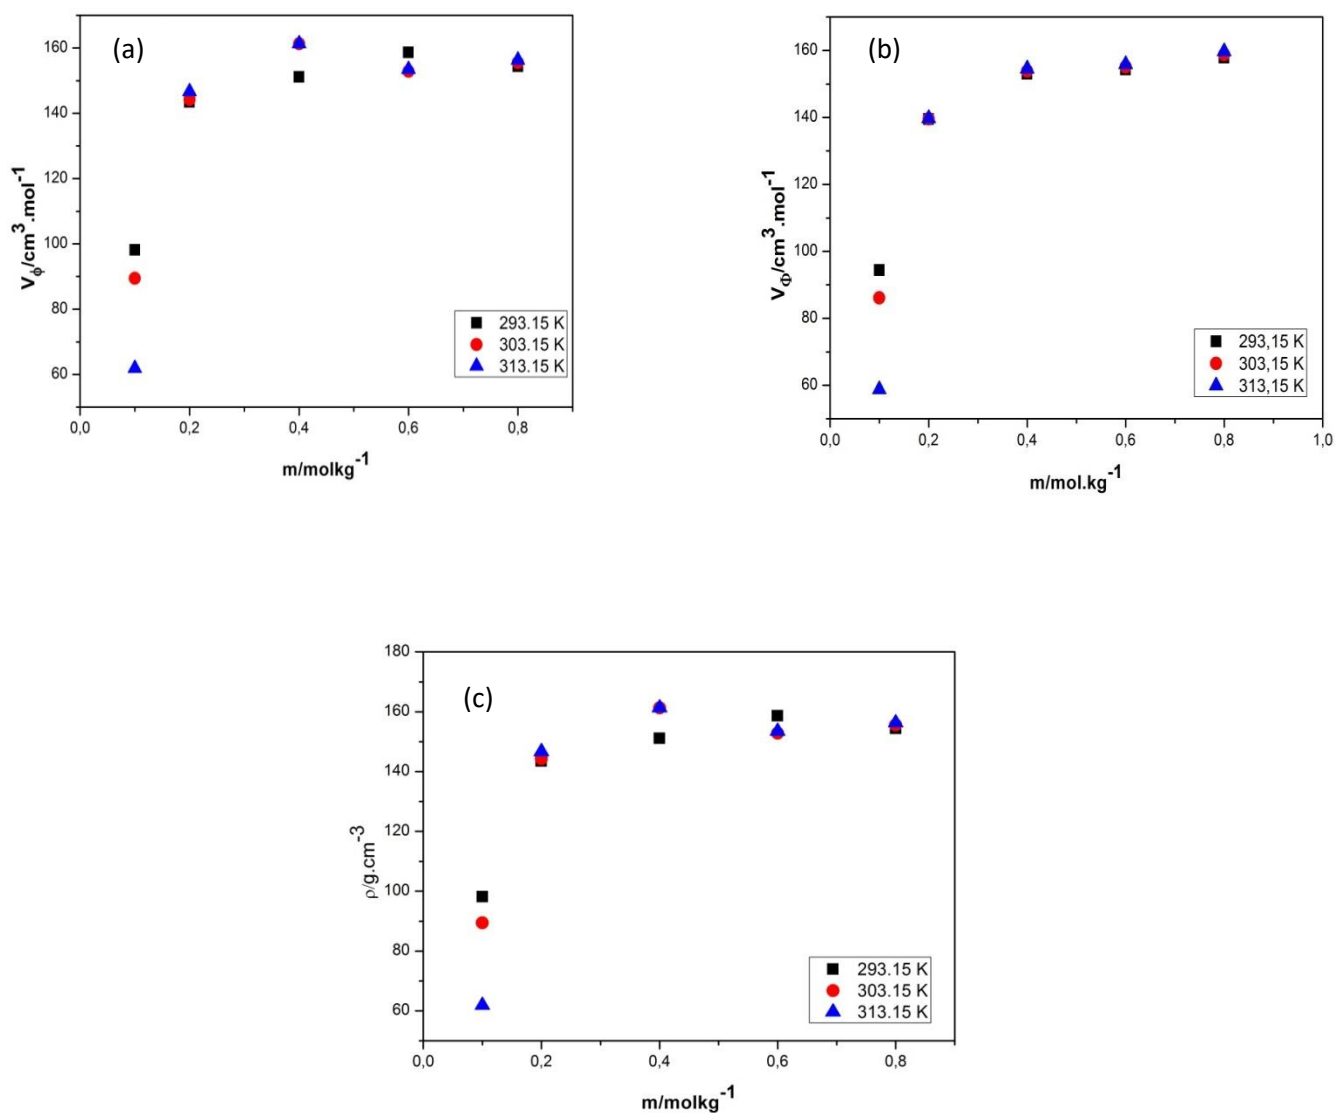 (a)
160
140
120
100
80
60
V_ϕ/cm³.mol⁻¹
293.15 K
303.15 K
313.15 K
0,0 0,2 0,4 0,6 0,8
m/molkg⁻¹
(b)
160
140
120
100
80
60
V_Φ/cm³.mol⁻¹
293,15 K
303,15 K
313,15 K
0,0 0,2 0,4 0,6 0,8 1,0
m/mol.kg⁻¹
(c)
180
160
140
120
100
80
60
ρ/g.cm⁻³
293.15 K
303.15 K
313.15 K
0,0 0,2 0,4 0,6 0,8
m/molkg⁻¹